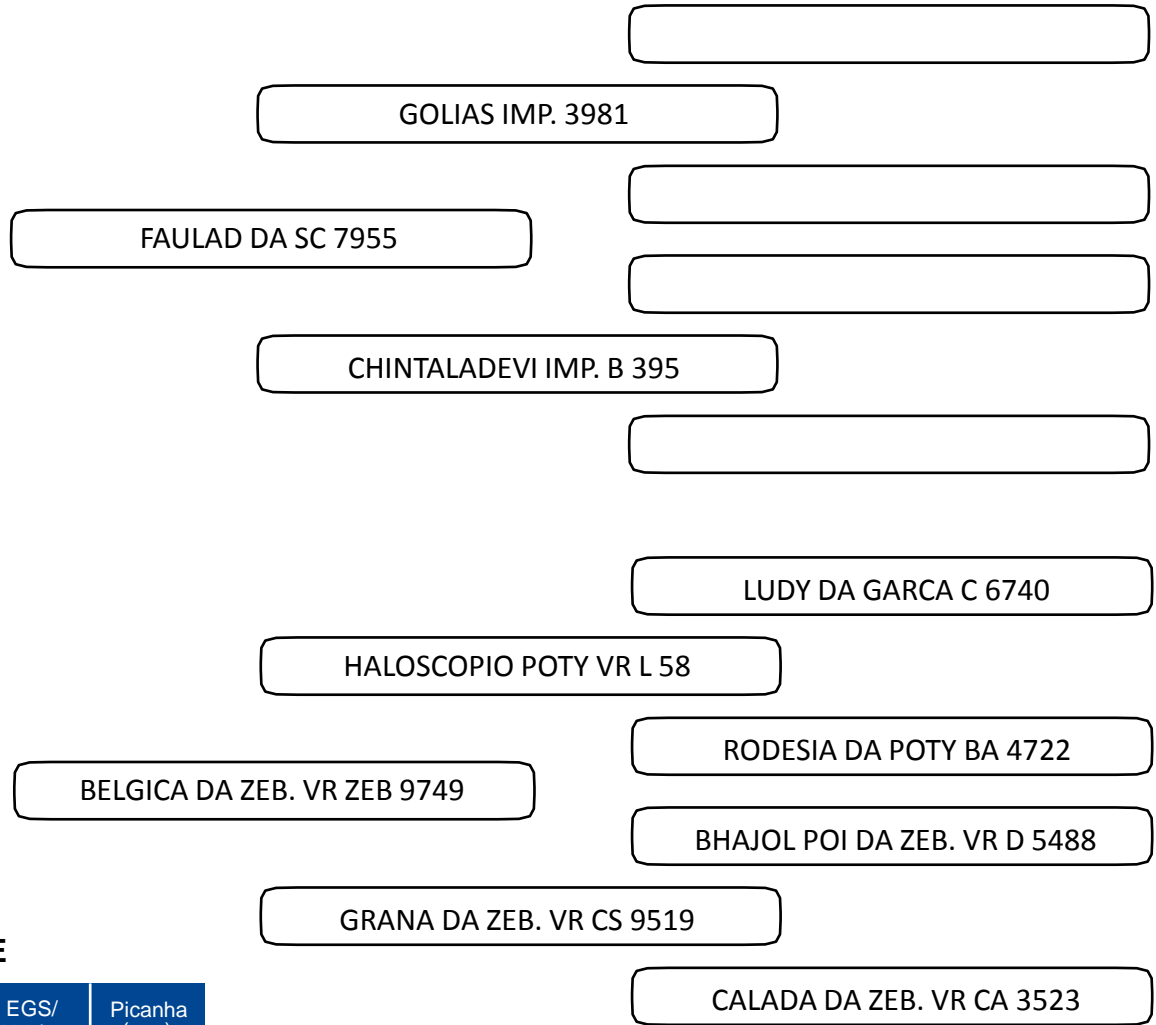 GOLIAS IMP. 3981
FAULAD DA SC 7955
CHINTALADEVI IMP. B 395
LUDY DA GARCA C 6740
HALOSCOPIO POTY VR L 58
RODESIA DA POTY BA 4722
BELGICA DA ZEB. VR ZEB 9749
BHAJOL POI DA ZEB. VR D 5488
GRANA DA ZEB. VR CS 9519
E
CALADA DA ZEB. VR CA 3523
EGS/ Picanha